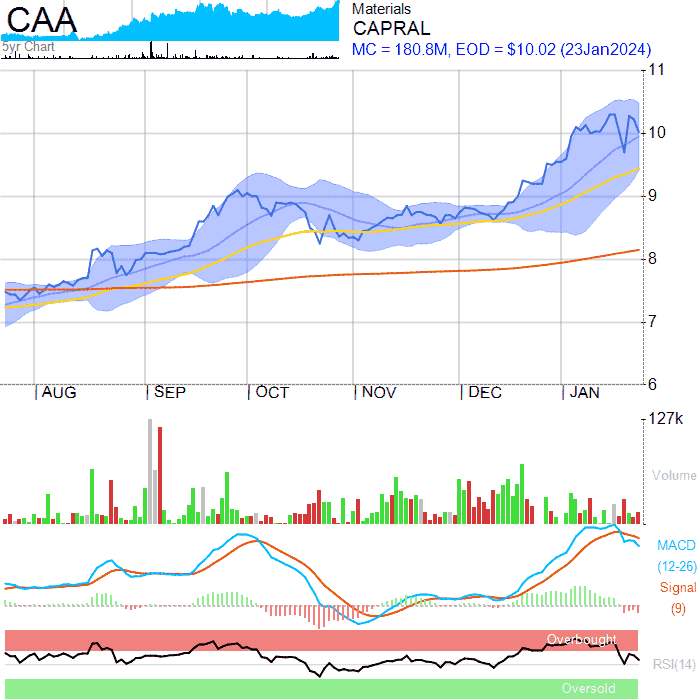 CAA
5yr Chart
Materials
CAPRAL
MC = 180.8M, EOD = $10.02 (23Jan2024)
11
10
9
8
7
6
AUG SEP OCT NOV DEC JAN
127k
Volume
MACD
(12-26)
Signal
(9)
Overbought
RSI(14)
Oversold